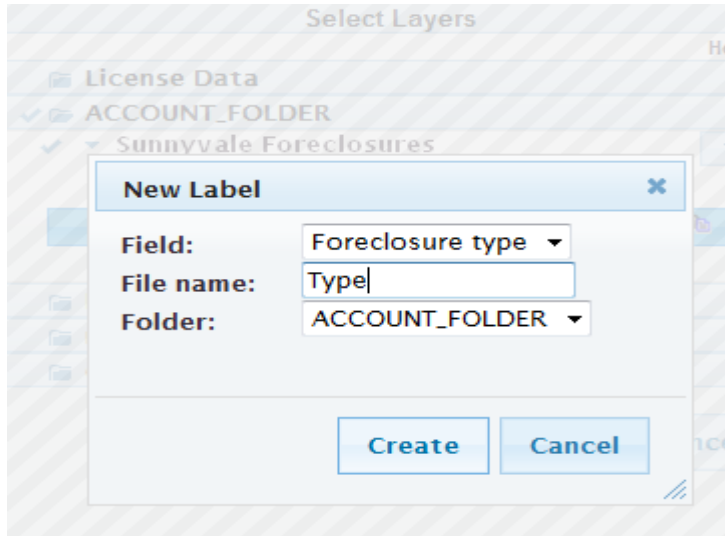 Select Layers
License Data
ACCOUNT_FOLDER
Sunnyvale Foreclosures
New Label
Field: Foreclosure type
File name: Type
Folder: ACCOUNT_FOLDER
Create Cancel